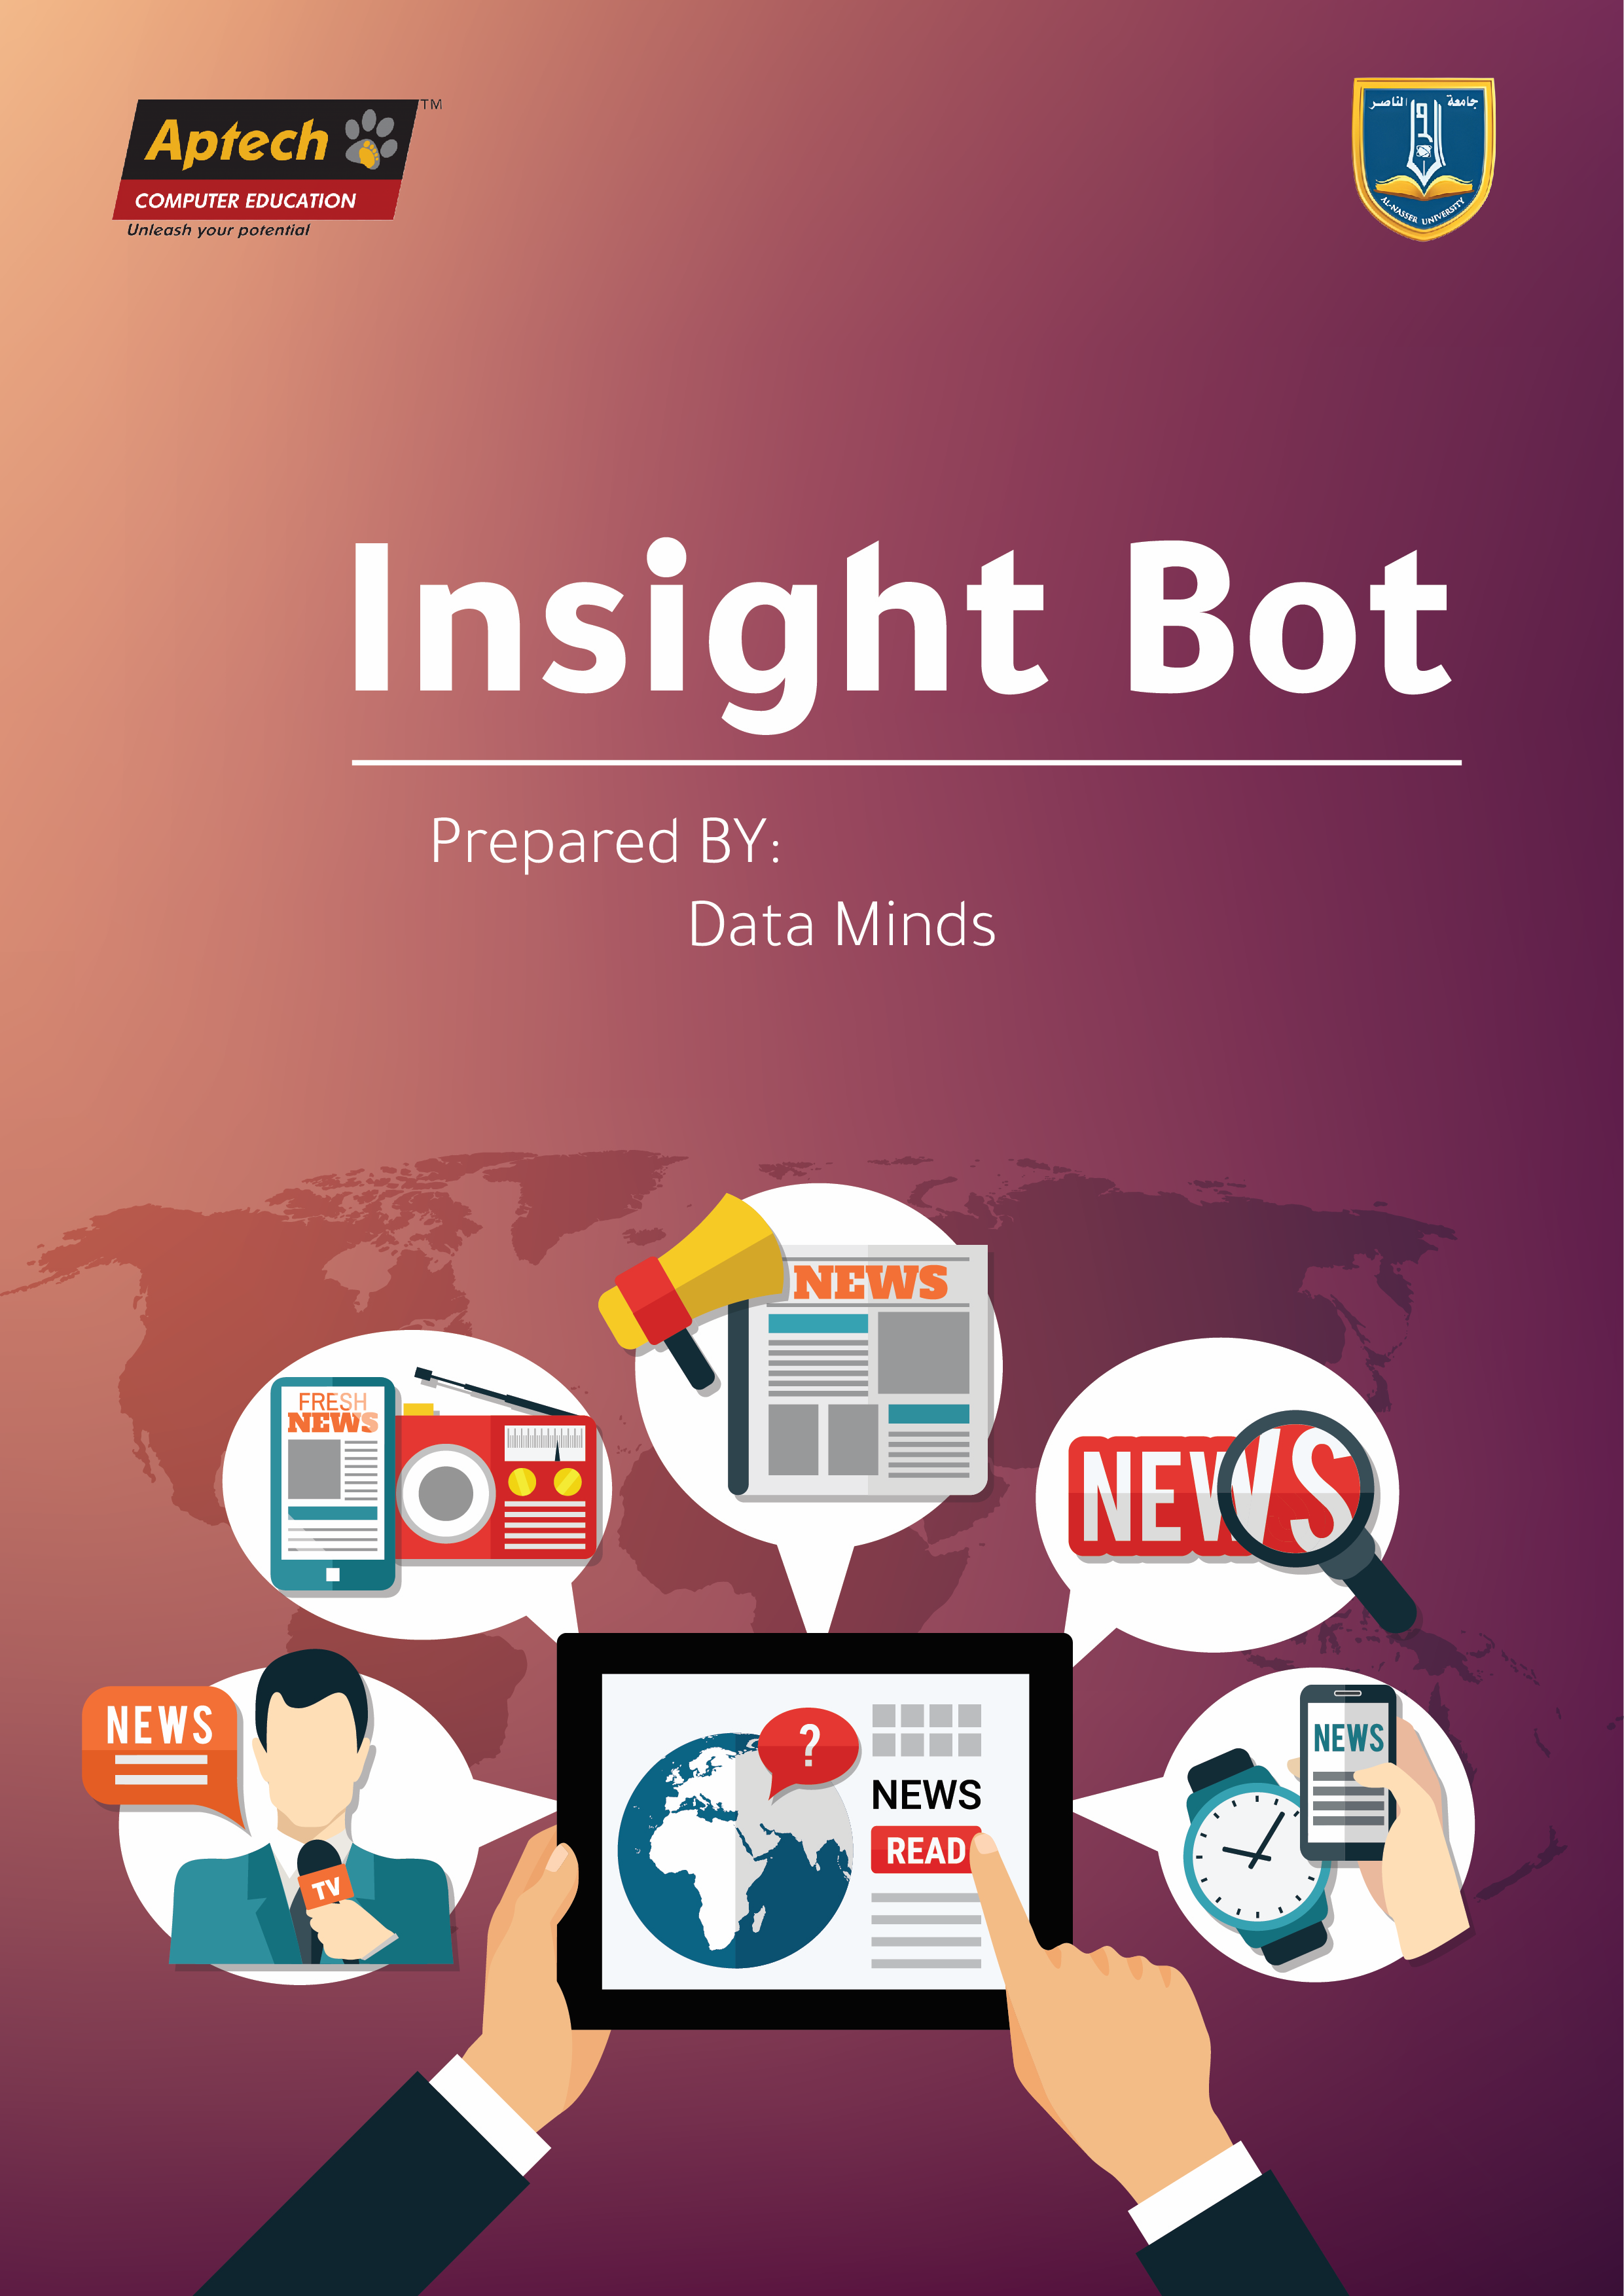 Aptech
TM
COMPUTER EDUCATION
Unleash your potential
جامعة الناصر
AL-NASSER UNIVERSITY
Insight Bot
Prepared BY:
Data Minds
NEWS
FRESH
NEWS
NEWS
NEWS
TV
?
NEWS
READ
NEWS